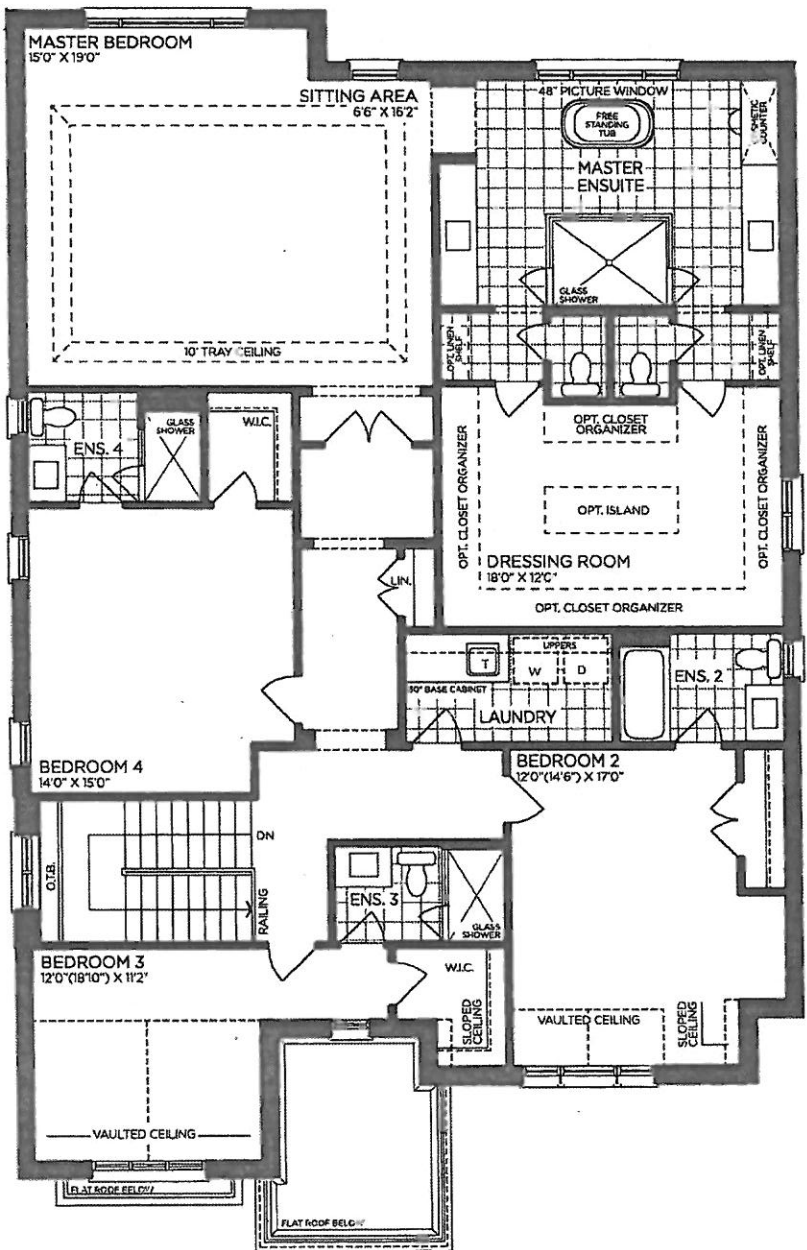 MASTER BEDROOM
15'0" X 19'0"
SITTING AREA
6'6" X 16'2"
48" PICTURE WINDOW
FREE
STANDING
TUB
COUNTER
MASTER
ENSUITE
GLASS
SHOWER
10" TRAY CEILING
OPT. LINEN
SHELF
OPT. LINEN
SHELF
ENS. 4
GLASS
SHOWER
W.I.C.
OPT. CLOSET
ORGANIZER
OPT. CLOSET ORGANIZER
OPT. ISLAND
OPT. CLOSET ORGANIZER
DRESSING ROOM
18'0" X 12'C"
OPT. CLOSET ORGANIZER
LIN.
UPPERS
T
W
D
BASE CABINET
LAUNDRY
ENS. 2
BEDROOM 4
14'0" X 15'0"
BEDROOM 2
12'0"(14'6") X 17'0"
O.T.B.
DN
RAILING
ENS. 3
GLASS
SHOWER
BEDROOM 3
12'0"(18'10") X 11'2"
W.I.C.
SLOPED
CEILING
VAULTED CEILING
SLOPED
CEILING
VAULTED CEILING
FLAT ROOF BELOW
FLAT ROOF BELOW